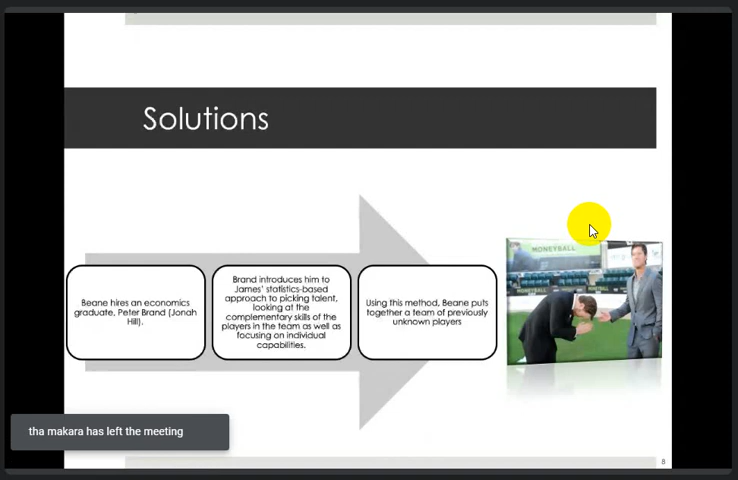 Solutions
Beane hires an economics
graduate, Peter Brand (Jonah
Hill).
Brand introduces him to
James' statistics-based
approach to picking talent,
looking at the
complementary skills of the
players in the team as well as
focusing on individual
capabilities.
Using this method, Beane puts
together a team of previously
unknown players
MONEYBALL
tha makara has left the meeting
8